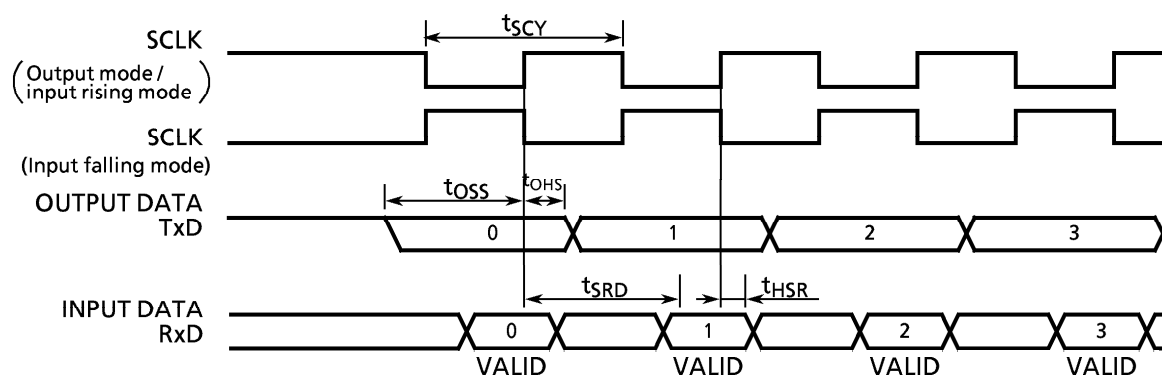 tSCY
SCLK
(Output mode /
input rising mode)
SCLK
(Input falling mode)
tOSS tOHS
OUTPUT DATA
TxD
0 1 2 3
tSRD tHSR
INPUT DATA
RxD
0 1 2 3
VALID VALID VALID VALID